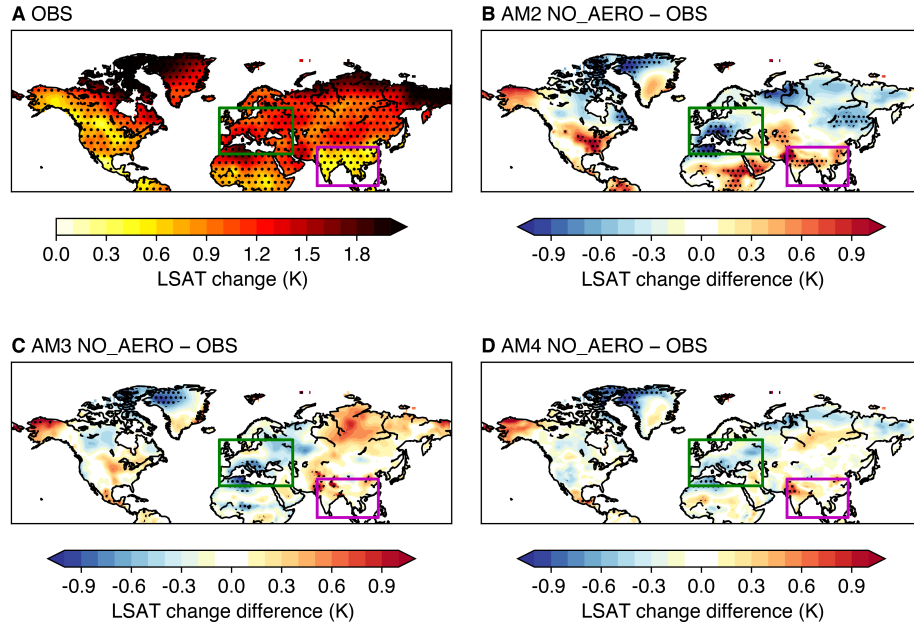 A OBS
B AM2 NO_AERO – OBS
0.0 0.3 0.6 0.9 1.2 1.5 1.8
LSAT change (K)
-0.9 -0.6 -0.3 0.0 0.3 0.6 0.9
LSAT change difference (K)
C AM3 NO_AERO – OBS
D AM4 NO_AERO – OBS
-0.9 -0.6 -0.3 0.0 0.3 0.6 0.9
LSAT change difference (K)
-0.9 -0.6 -0.3 0.0 0.3 0.6 0.9
LSAT change difference (K)